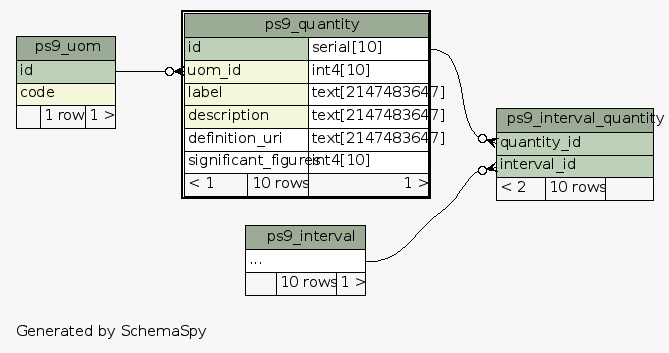 ps9_uom
id
code
1 row 1 >
ps9_quantity
id serial[10]
uom_id int4[10]
label text[2147483647]
description text[2147483647]
definition_uri text[2147483647]
significant_figures int4[10]
< 1 10 rows 1 >
ps9_interval_quantity
quantity_id
interval_id
< 2 10 rows
ps9_interval
...
10 rows 1 >
Generated by SchemaSpy